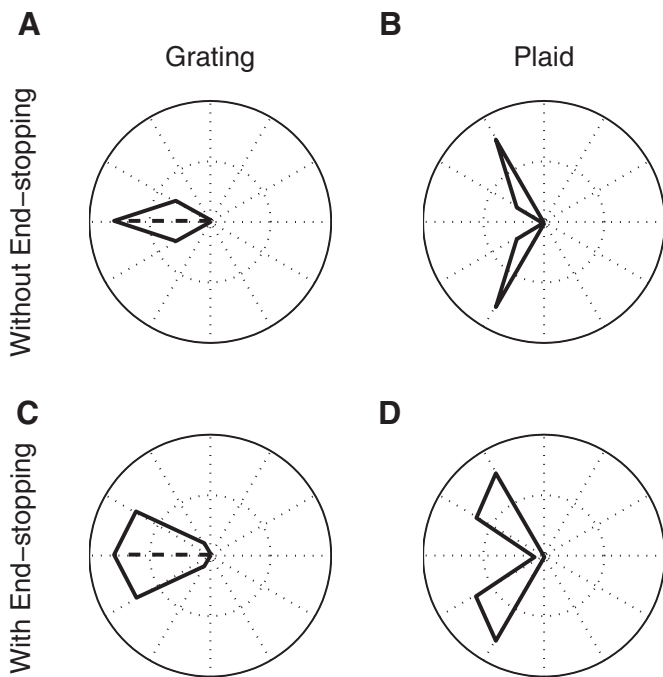 A
B
Grating
Plaid
Without End−stopping
C
D
With End−stopping